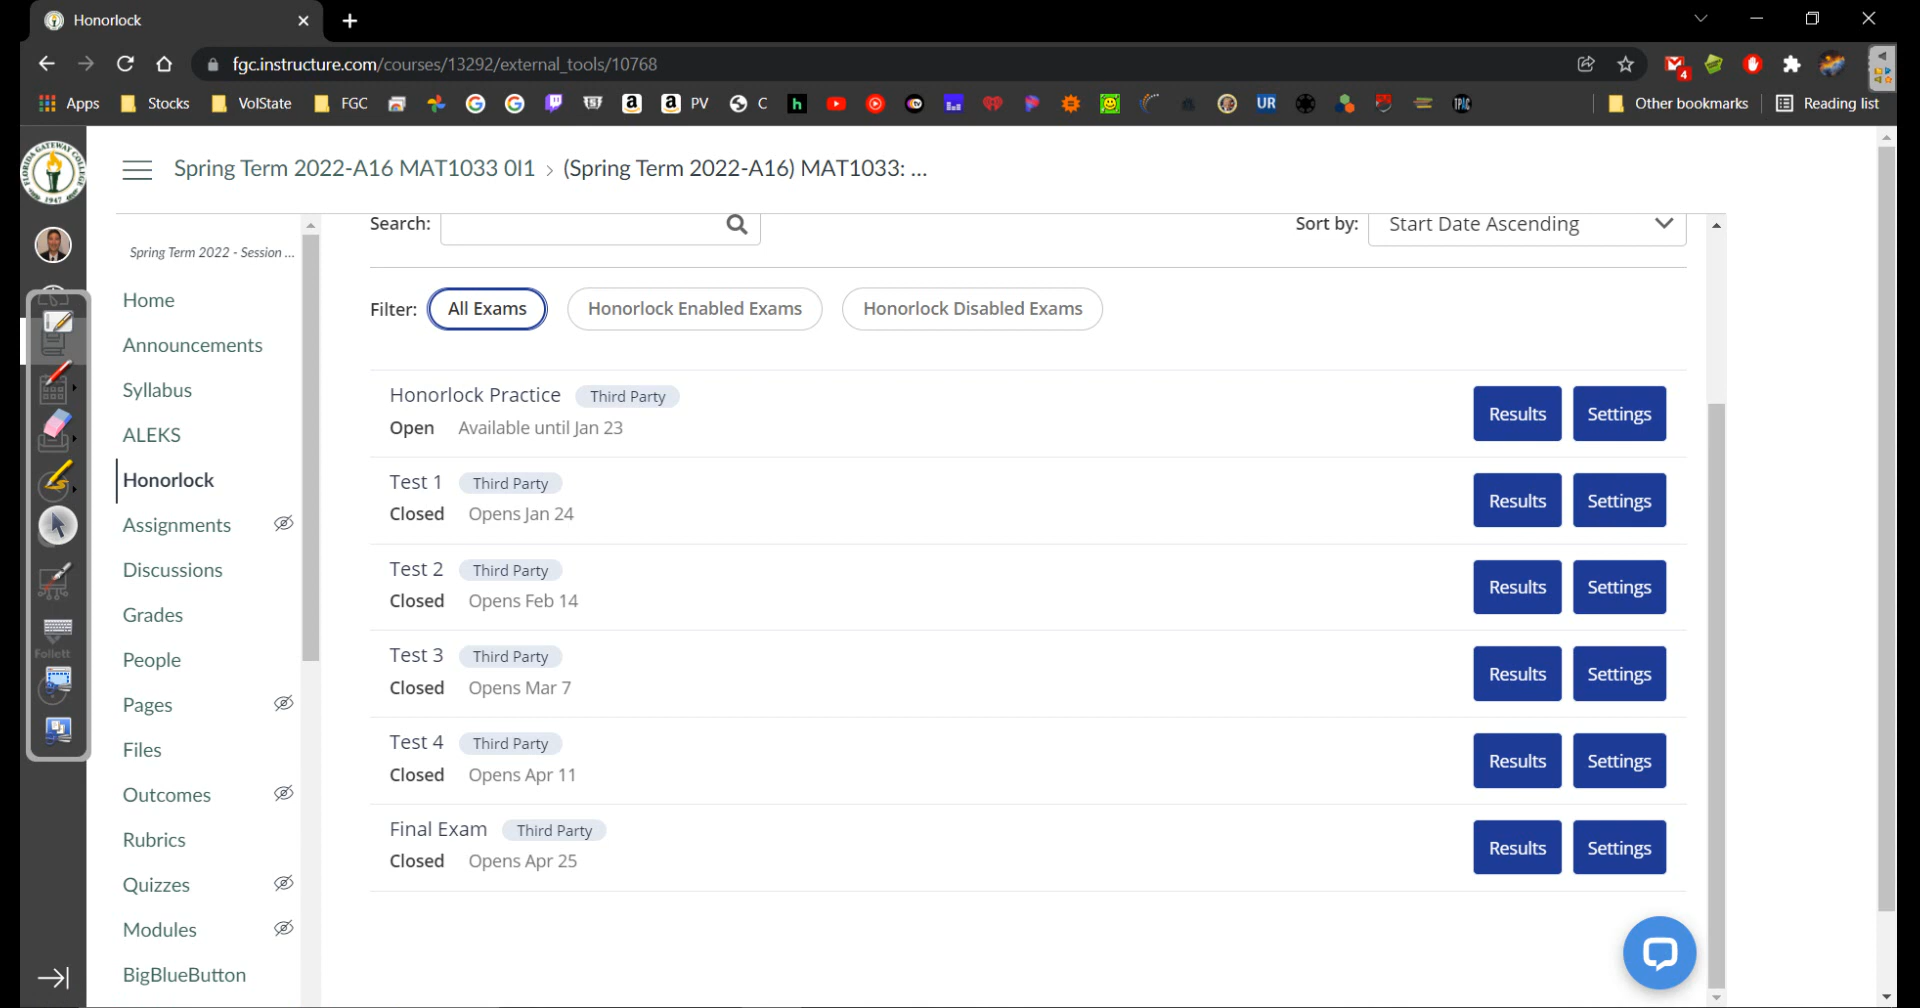 Honorlock
fgc.instructure.com/courses/13292/external_tools/10768
4
Apps Stocks VolState FGC PV C h UR TPIC Other bookmarks Reading list
FLORIDA GATEWAY COLLEGE
1947
Spring Term 2022-A16 MAT1033 0I1 › (Spring Term 2022-A16) MAT1033: ...
Spring Term 2022 - Session ...
Home
Announcements
Syllabus
ALEKS
Honorlock
Assignments
Discussions
Grades
People
Pages
Files
Outcomes
Rubrics
Quizzes
Modules
BigBlueButton
Follett
Search:
Sort by: Start Date Ascending
Filter: All Exams Honorlock Enabled Exams Honorlock Disabled Exams
Honorlock Practice Third Party
Open Available until Jan 23
Results Settings
Test 1 Third Party
Closed Opens Jan 24
Results Settings
Test 2 Third Party
Closed Opens Feb 14
Results Settings
Test 3 Third Party
Closed Opens Mar 7
Results Settings
Test 4 Third Party
Closed Opens Apr 11
Results Settings
Final Exam Third Party
Closed Opens Apr 25
Results Settings